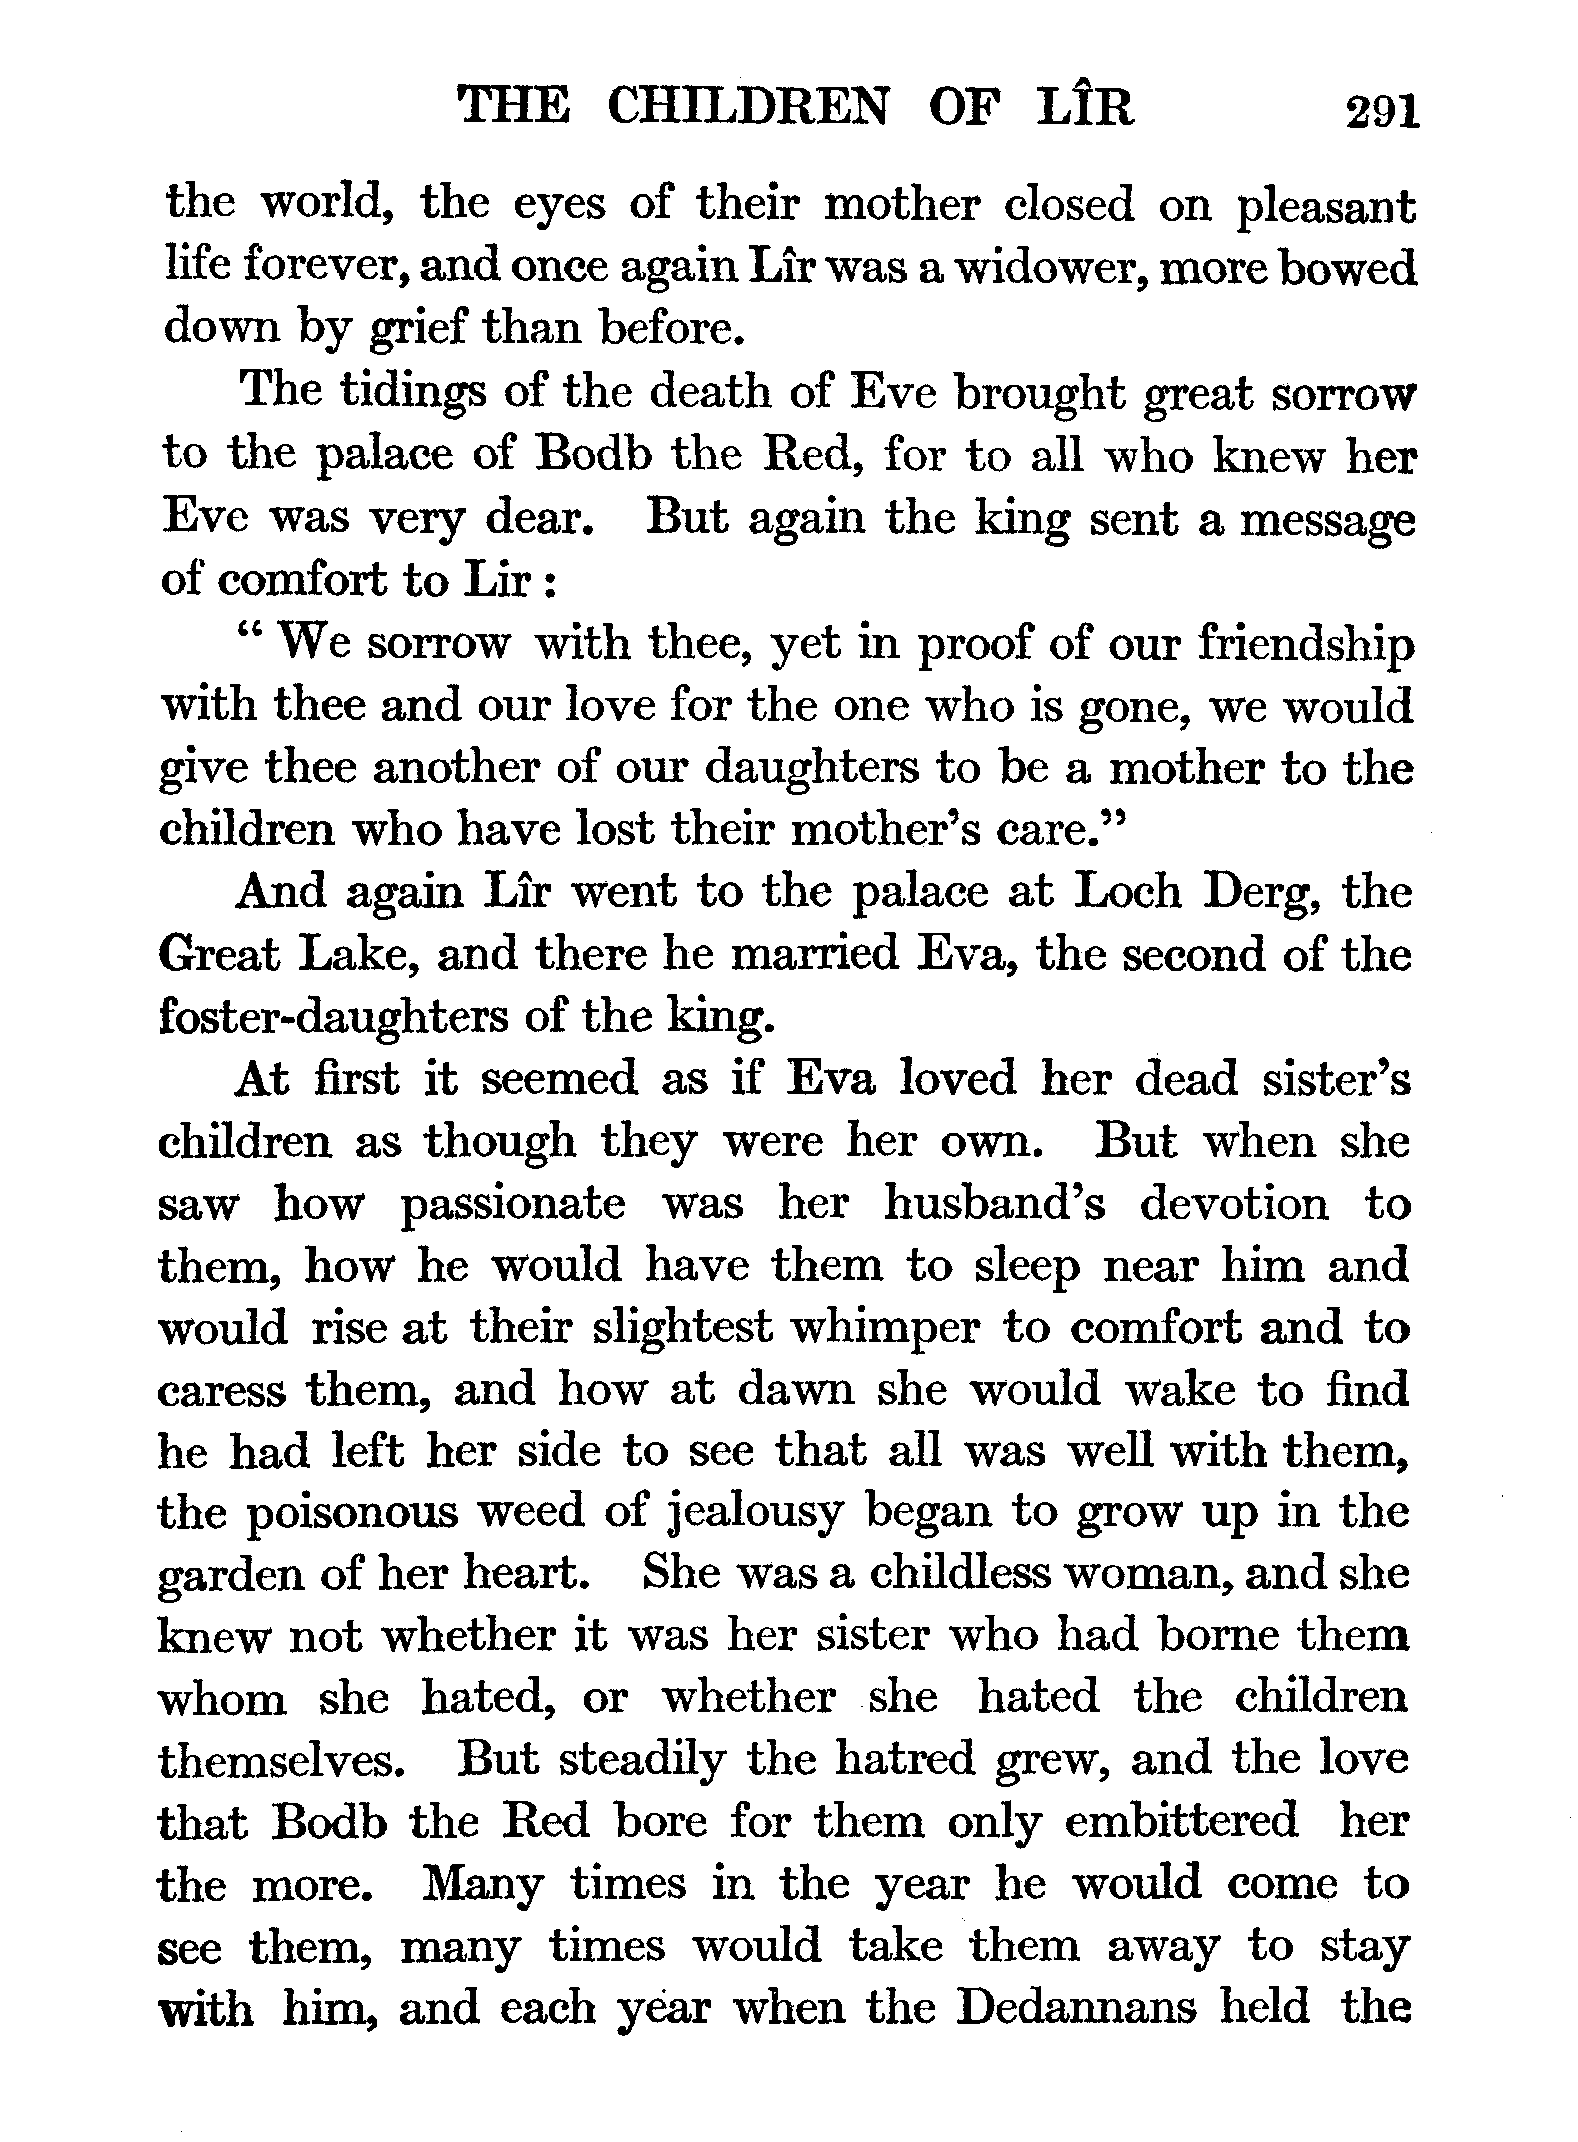 THE CHILDREN OF LÎR 291
the world, the eyes of their mother closed on pleasant
life forever, and once again Lîr was a widower, more bowed
down by grief than before.
The tidings of the death of Eve brought great sorrow
to the palace of Bodb the Red, for to all who knew her
Eve was very dear. But again the king sent a message
of comfort to Lir :
“ We sorrow with thee, yet in proof of our friendship
with thee and our love for the one who is gone, we would
give thee another of our daughters to be a mother to the
children who have lost their mother’s care.”
And again Lîr went to the palace at Loch Derg, the
Great Lake, and there he married Eva, the second of the
foster-daughters of the king.
At first it seemed as if Eva loved her dead sister’s
children as though they were her own. But when she
saw how passionate was her husband’s devotion to
them, how he would have them to sleep near him and
would rise at their slightest whimper to comfort and to
caress them, and how at dawn she would wake to find
he had left her side to see that all was well with them,
the poisonous weed of jealousy began to grow up in the
garden of her heart. She was a childless woman, and she
knew not whether it was her sister who had borne them
whom she hated, or whether she hated the children
themselves. But steadily the hatred grew, and the love
that Bodb the Red bore for them only embittered her
the more. Many times in the year he would come to
see them, many times would take them away to stay
with him, and each year when the Dedannans held the